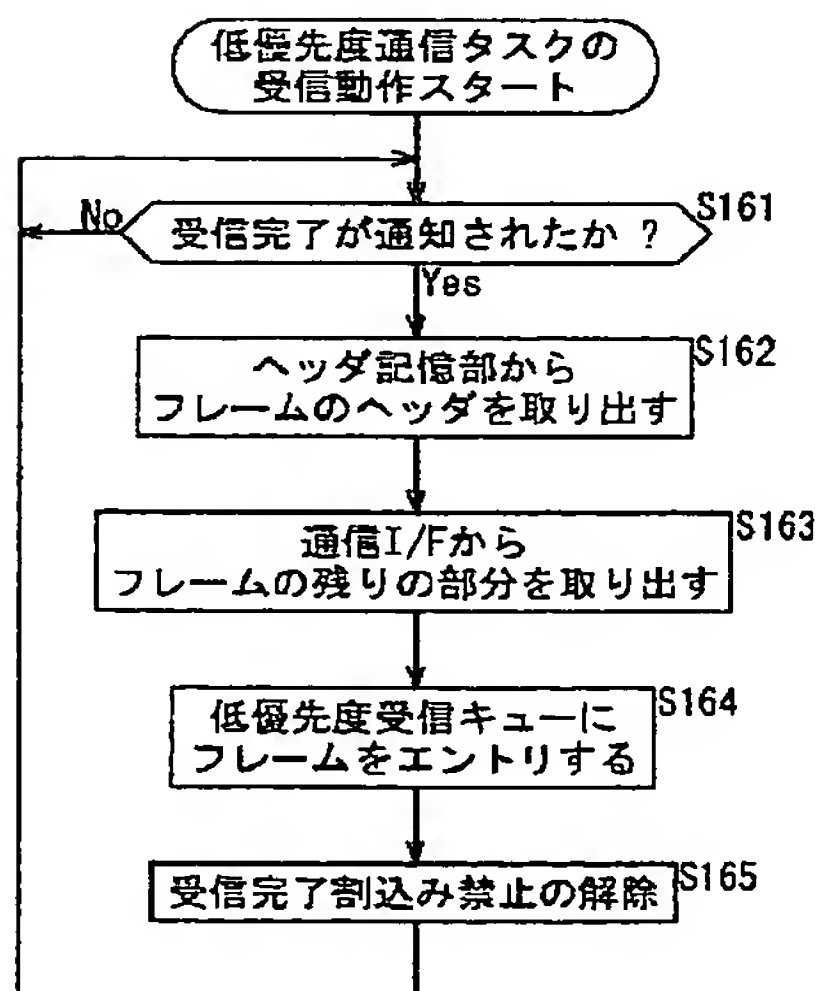 低優先度通信タスクの
受信動作スタート
S161
No
受信完了が通知されたか ?
Yes
S162
ヘッダ記憶部から
フレームのヘッダを取り出す
S163
通信I/Fから
フレームの残りの部分を取り出す
S164
低優先度受信キューに
フレームをエントリする
S165
受信完了割込み禁止の解除